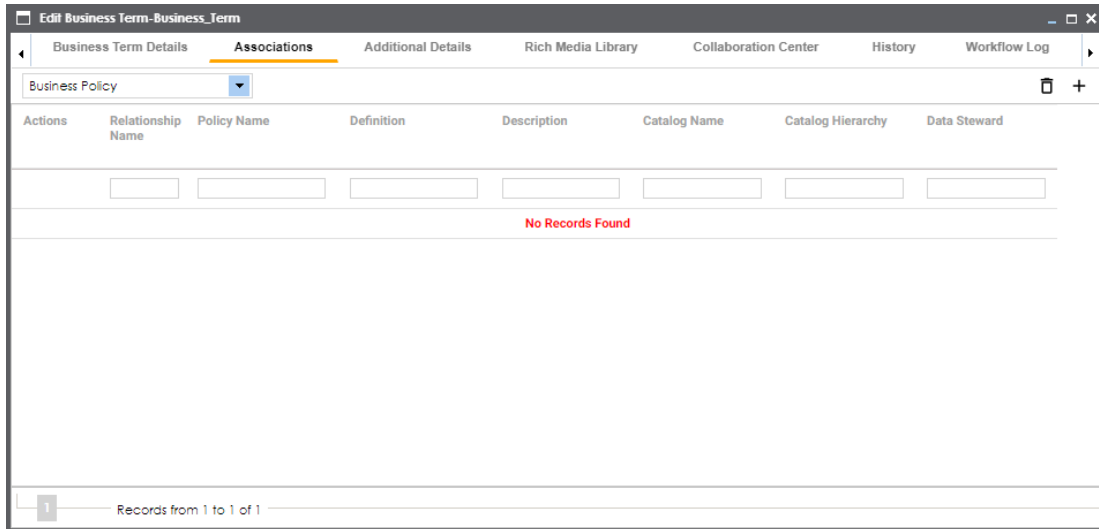 Edit Business Term-Business_Term
Business Term Details Associations Additional Details Rich Media Library Collaboration Center History Workflow Log
Business Policy
Actions Relationship Name Policy Name Definition Description Catalog Name Catalog Hierarchy Data Steward
No Records Found
1 Records from 1 to 1 of 1